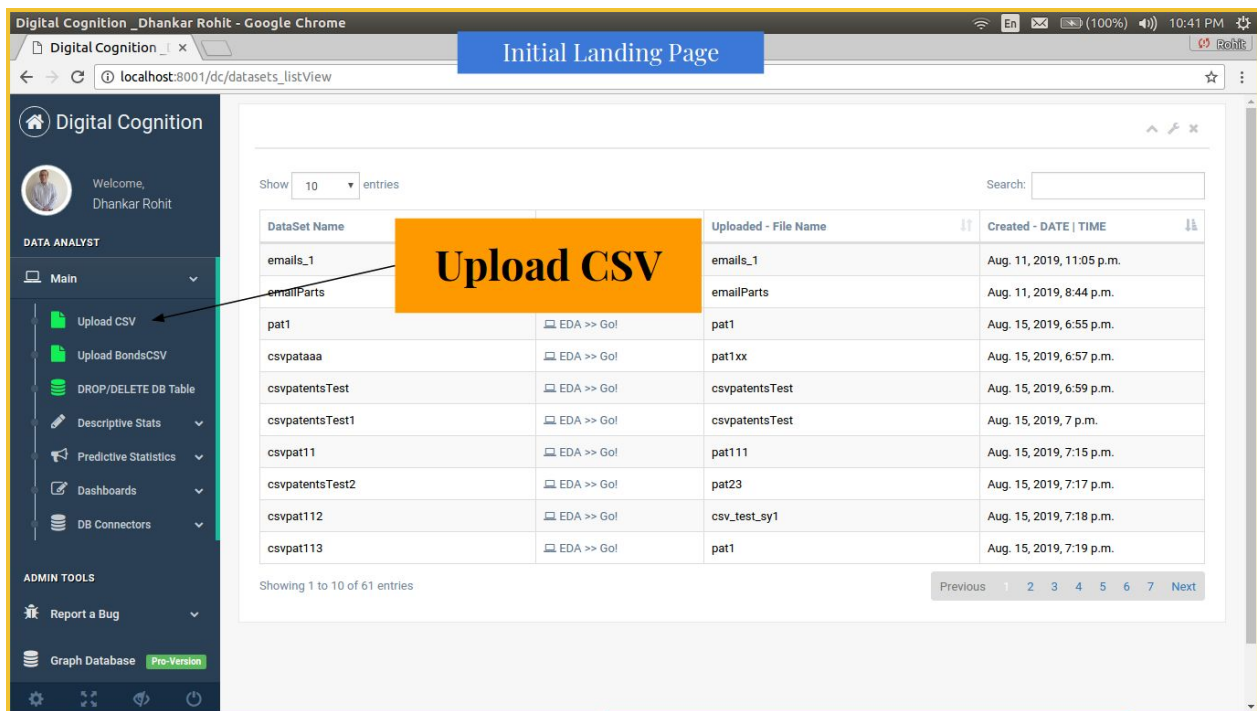 Digital Cognition _Dhankar Rohit - Google Chrome
En (100%) 10:41 PM
Digital Cognition _
Rohit
Initial Landing Page
localhost:8001/dc/datasets_listView
Digital Cognition
Welcome,
Dhankar Rohit
DATA ANALYST
Main
Upload CSV
Upload BondsCSV
DROP/DELETE DB Table
Descriptive Stats
Predictive Statistics
Dashboards
DB Connectors
ADMIN TOOLS
Report a Bug
Graph Database Pro-Version
Show 10 entries
Search:
DataSet Name Uploaded - File Name Created - DATE | TIME
Upload CSV
emails_1 emails_1 Aug. 11, 2019, 11:05 p.m.
emailParts emailParts Aug. 11, 2019, 8:44 p.m.
pat1 EDA >> Go! pat1 Aug. 15, 2019, 6:55 p.m.
csvpataaa EDA >> Go! pat1xx Aug. 15, 2019, 6:57 p.m.
csvpatentsTest EDA >> Go! csvpatentsTest Aug. 15, 2019, 6:59 p.m.
csvpatentsTest1 EDA >> Go! csvpatentsTest Aug. 15, 2019, 7 p.m.
csvpat11 EDA >> Go! pat111 Aug. 15, 2019, 7:15 p.m.
csvpatentsTest2 EDA >> Go! pat23 Aug. 15, 2019, 7:17 p.m.
csvpat112 EDA >> Go! csv_test_sy1 Aug. 15, 2019, 7:18 p.m.
csvpat113 EDA >> Go! pat1 Aug. 15, 2019, 7:19 p.m.
Showing 1 to 10 of 61 entries
Previous 1 2 3 4 5 6 7 Next